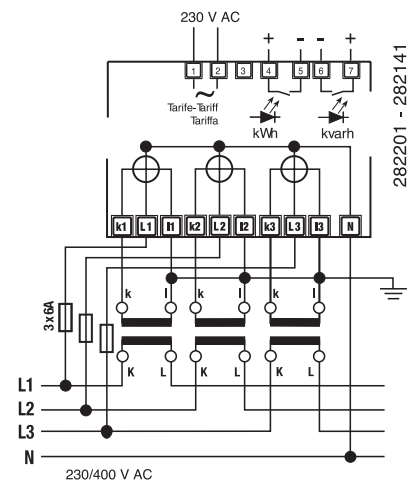 230 V AC
+ - - +
1 2 3 4 5 6 7
~
Tarife-Tariff
Tariffa
kWh kvarh
282201 - 282141
k1 L1 l1 k2 L2 l2 k3 L3 l3 N
k l k l k l
3x6A
K L K L K L
L1
L2
L3
N
230/400 V AC